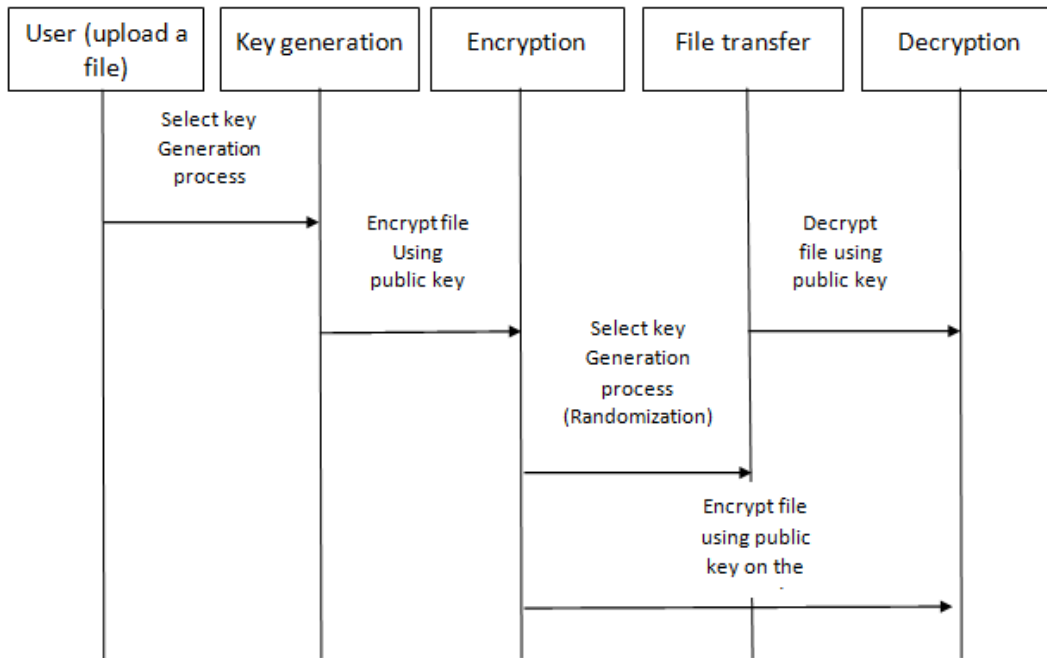 User (upload a
file)
Key generation
Encryption
File transfer
Decryption
Select key
Generation
process
Encrypt file
Using
public key
Decrypt
file using
public key
Select key
Generation
process
(Randomization)
Encrypt file
using public
key on the